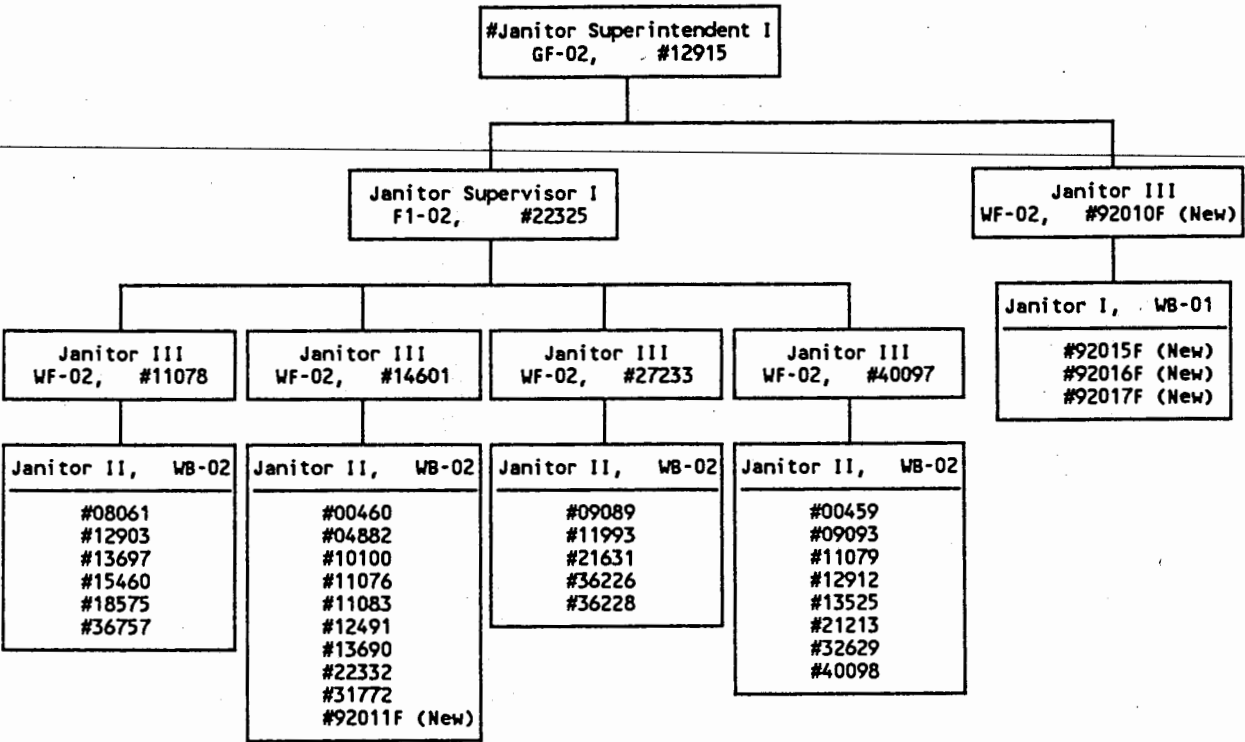 #Janitor Superintendent I
GF-02, #12915
Janitor Supervisor I
F1-02, #22325
Janitor III
WF-02, #92010F (New)
Janitor I, WB-01
#92015F (New)
#92016F (New)
#92017F (New)
Janitor III
WF-02, #11078
Janitor III
WF-02, #14601
Janitor III
WF-02, #27233
Janitor III
WF-02, #40097
Janitor II, WB-02
#08061
#12903
#13697
#15460
#18575
#36757
Janitor II, WB-02
#00460
#04882
#10100
#11076
#11083
#12491
#13690
#22332
#31772
#92011F (New)
Janitor II, WB-02
#09089
#11993
#21631
#36226
#36228
Janitor II, WB-02
#00459
#09093
#11079
#12912
#13525
#21213
#32629
#40098